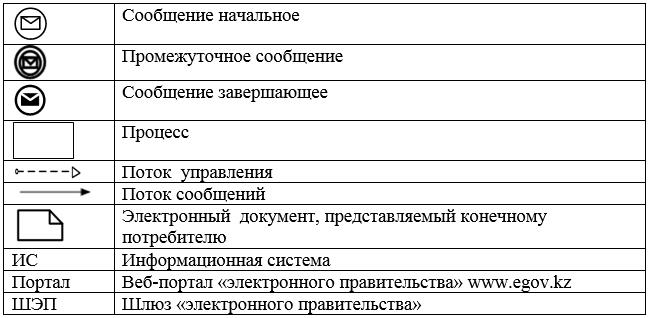 Сообщение начальное
Промежуточное сообщение
Сообщение завершающее
Процесс
Поток управления
Поток сообщений
Электронный документ, представляемый конечному
потребителю
ИС Информационная система
Портал Веб-портал «электронного правительства» www.egov.kz
ШЭП Шлюз «электронного правительства»